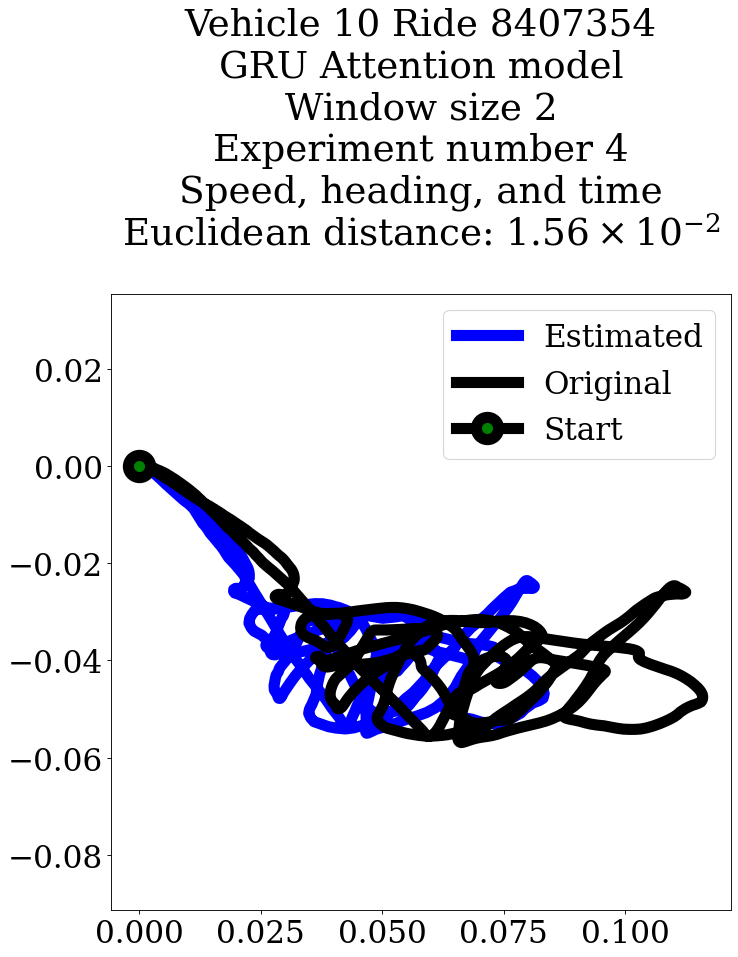 Vehicle 10 Ride 8407354
GRU Attention model
Window size 2
Experiment number 4
Speed, heading, and time
Euclidean distance: 1.56 × 10⁻²
Estimated
Original
Start
0.02
0.00
−0.02
−0.04
−0.06
−0.08
0.000 0.025 0.050 0.075 0.100